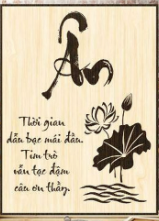 Ân
Thời gian
dẫu bạc mái đầu.
Tim trò
vẫn tạc đậm
câu ơn thầy.